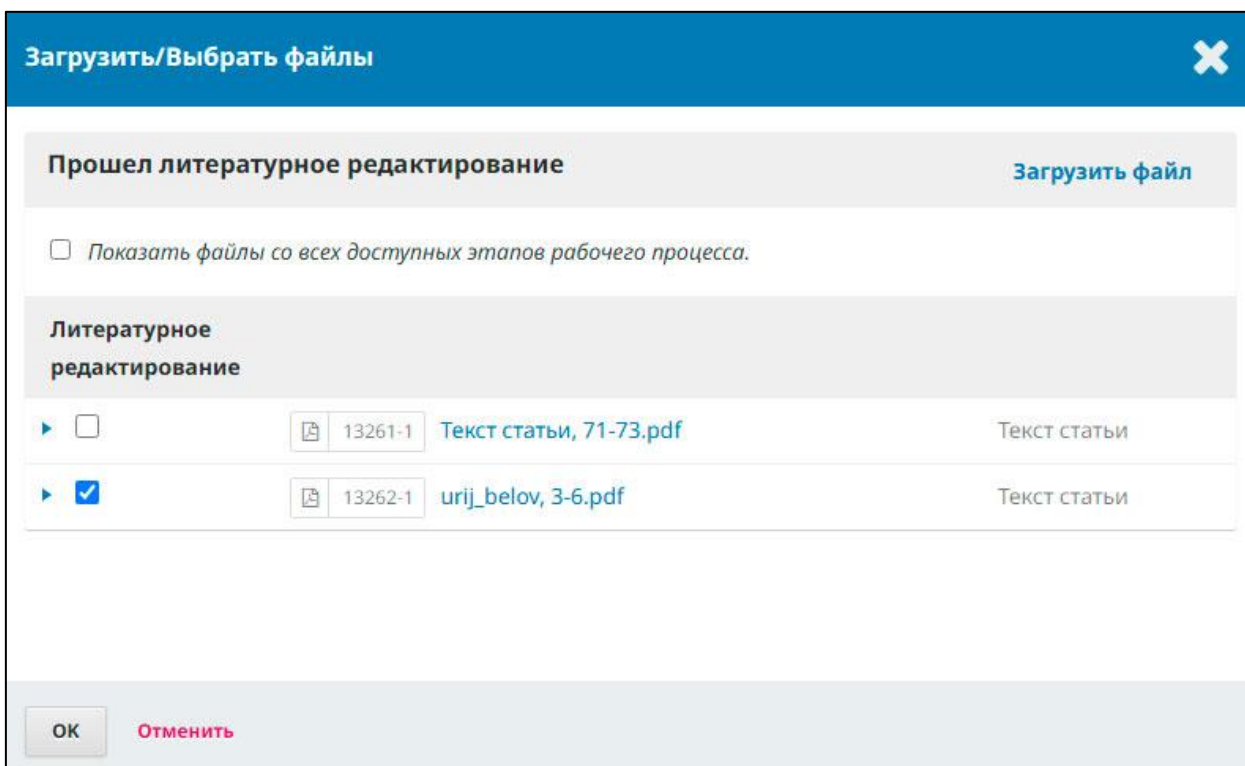 Загрузить/Выбрать файлы
Прошел литературное редактирование Загрузить файл
Показать файлы со всех доступных этапов рабочего процесса.
Литературное
редактирование
13261-1 Текст статьи, 71-73.pdf Текст статьи
13262-1 urij_belov, 3-6.pdf Текст статьи
OK Отменить